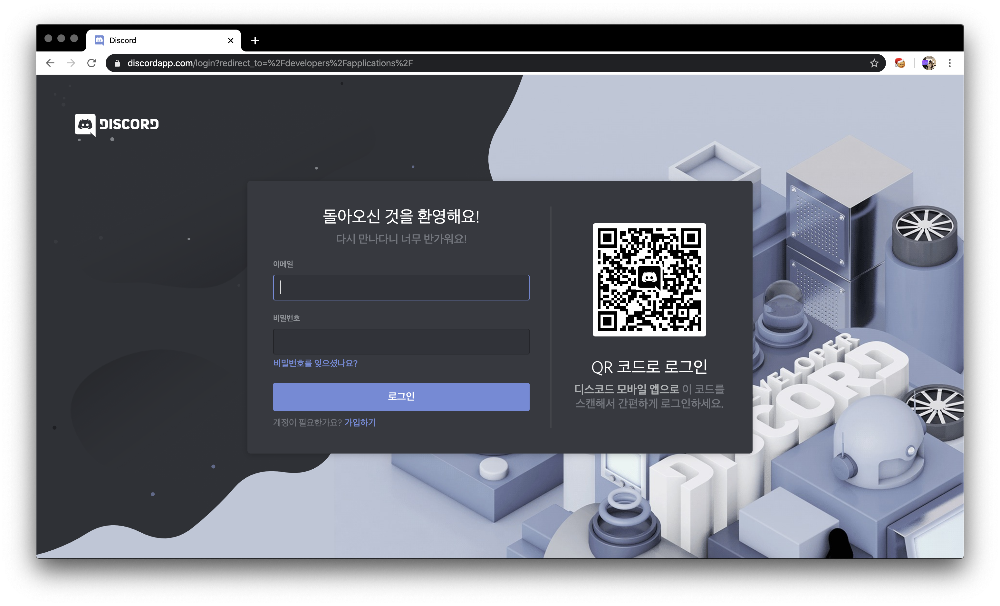 Discord
discordapp.com/login?redirect_to=%2Fdevelopers%2Fapplications%2F
DISCORD
돌아오신 것을 환영해요!
다시 만나다니 너무 반가워요!
이메일
비밀번호
비밀번호를 잊으셨나요?
로그인
계정이 필요한가요? 가입하기
QR 코드로 로그인
디스코드 모바일 앱으로 이 코드를
스캔해서 간편하게 로그인하세요.
VELOPER
DISCORD